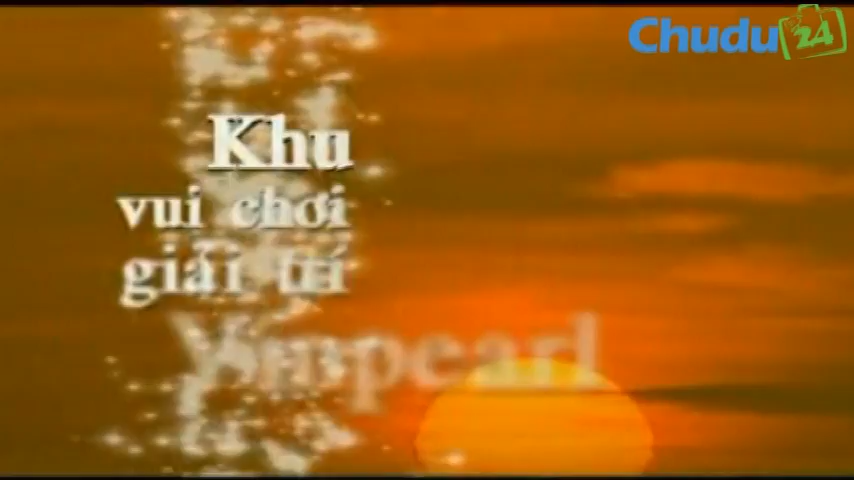 Chudu24
Khu
vui chơi
giải trí
Vinpearl